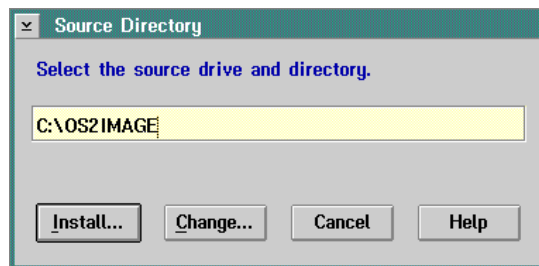 Source Directory
Select the source drive and directory.
C:\OS2IMAGE
Install... Change... Cancel Help